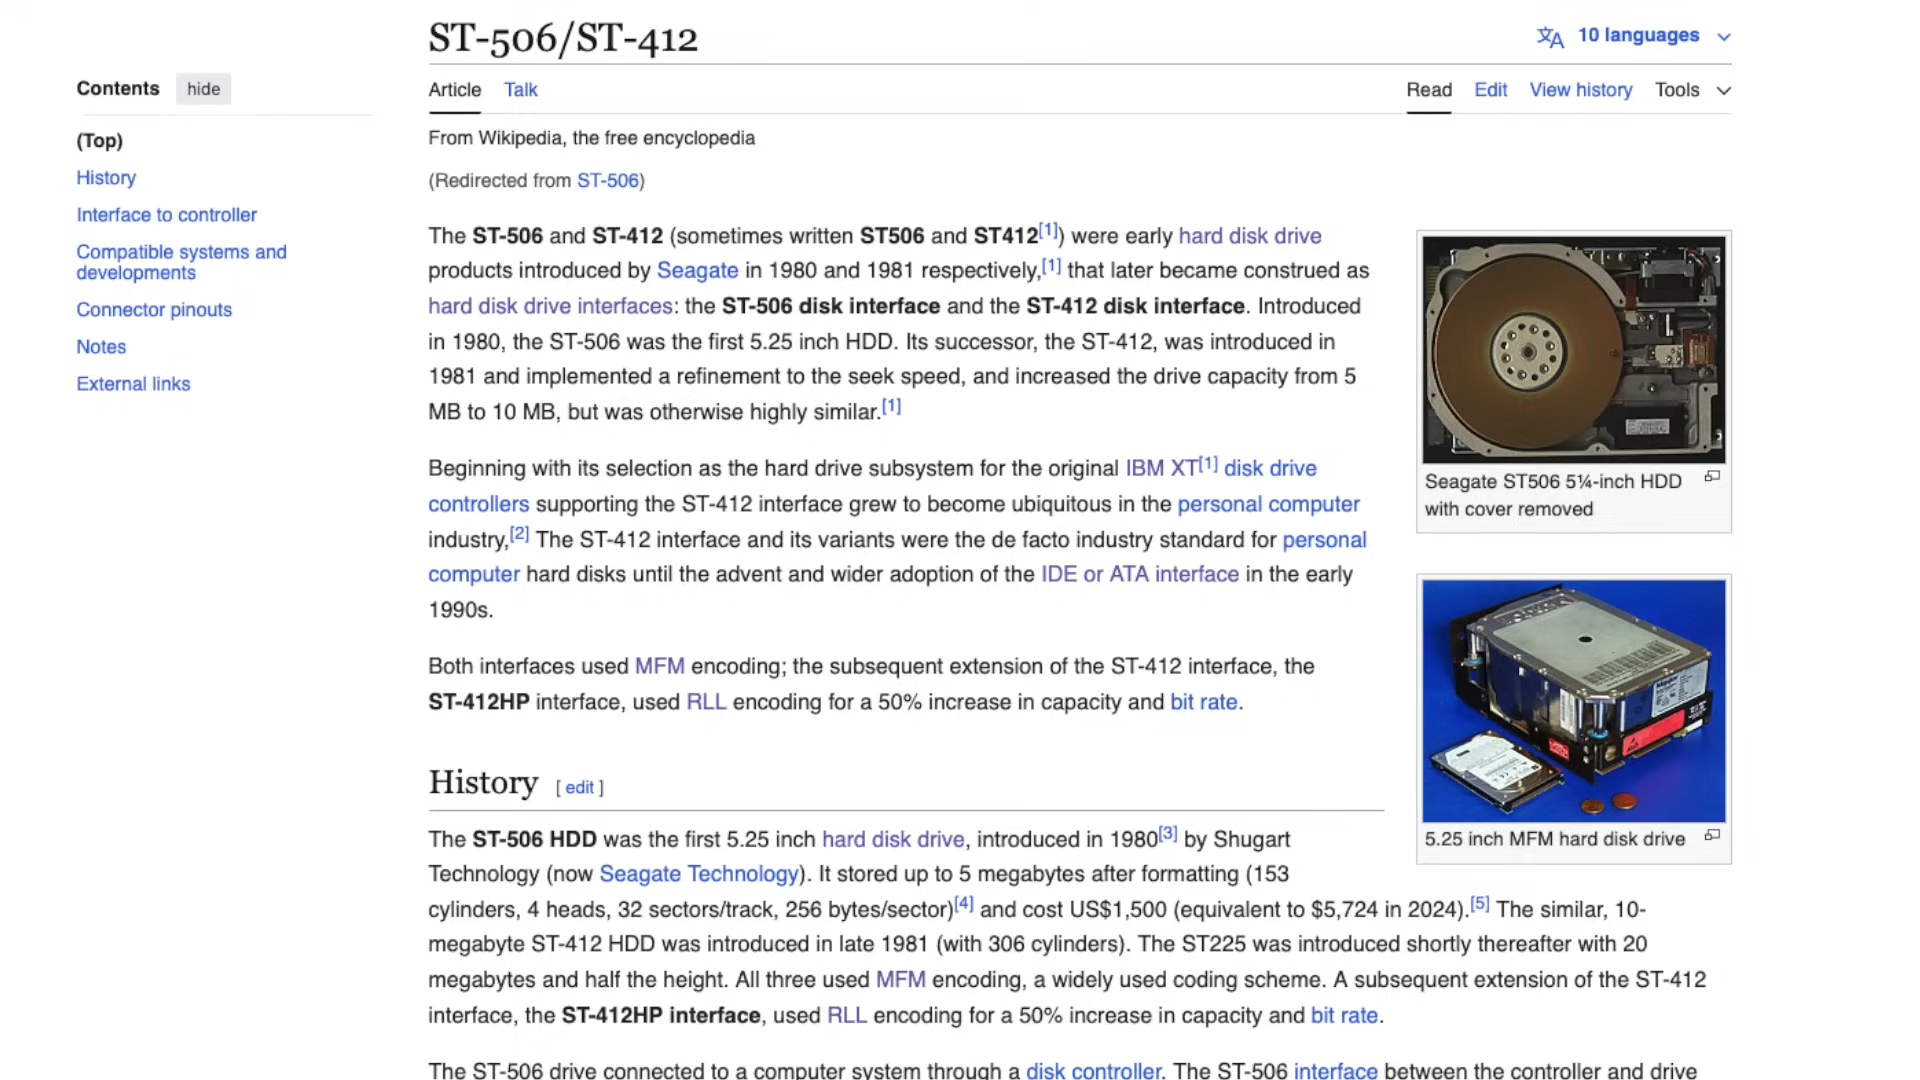 ST-506/ST-412
10 languages
Contents hide
Article Talk
Read Edit View history Tools
(Top)
History
Interface to controller
Compatible systems and
developments
Connector pinouts
Notes
External links
From Wikipedia, the free encyclopedia
(Redirected from ST-506)
The ST-506 and ST-412 (sometimes written ST506 and ST412[1]) were early hard disk drive
products introduced by Seagate in 1980 and 1981 respectively,[1] that later became construed as
hard disk drive interfaces: the ST-506 disk interface and the ST-412 disk interface. Introduced
in 1980, the ST-506 was the first 5.25 inch HDD. Its successor, the ST-412, was introduced in
1981 and implemented a refinement to the seek speed, and increased the drive capacity from 5
MB to 10 MB, but was otherwise highly similar.[1]
Beginning with its selection as the hard drive subsystem for the original IBM XT[1] disk drive
controllers supporting the ST-412 interface grew to become ubiquitous in the personal computer
industry,[2] The ST-412 interface and its variants were the de facto industry standard for personal
computer hard disks until the advent and wider adoption of the IDE or ATA interface in the early
1990s.
Both interfaces used MFM encoding; the subsequent extension of the ST-412 interface, the
ST-412HP interface, used RLL encoding for a 50% increase in capacity and bit rate.
Seagate ST506 5¼-inch HDD
with cover removed
5.25 inch MFM hard disk drive
History [ edit ]
The ST-506 HDD was the first 5.25 inch hard disk drive, introduced in 1980[3] by Shugart
Technology (now Seagate Technology). It stored up to 5 megabytes after formatting (153
cylinders, 4 heads, 32 sectors/track, 256 bytes/sector)[4] and cost US$1,500 (equivalent to $5,724 in 2024).[5] The similar, 10-
megabyte ST-412 HDD was introduced in late 1981 (with 306 cylinders). The ST225 was introduced shortly thereafter with 20
megabytes and half the height. All three used MFM encoding, a widely used coding scheme. A subsequent extension of the ST-412
interface, the ST-412HP interface, used RLL encoding for a 50% increase in capacity and bit rate.
The ST-506 drive connected to a computer system through a disk controller. The ST-506 interface between the controller and drive